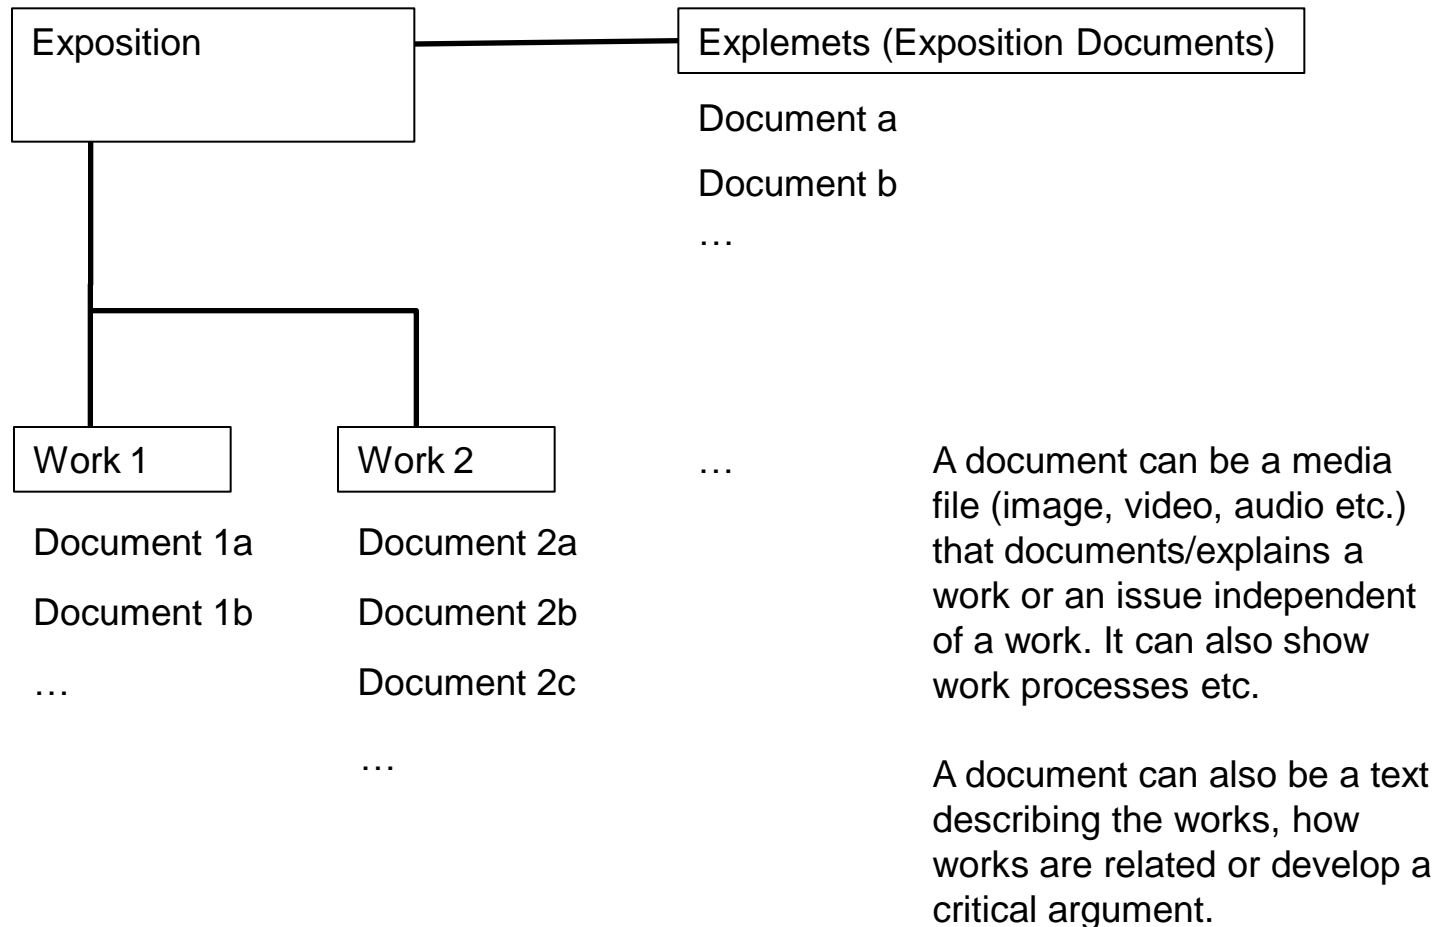 Exposition
Explemets (Exposition Documents)
Document a
Document b
…
Work 1
Document 1a
Document 1b
…
Work 2
Document 2a
Document 2b
Document 2c
…
…
A document can be a media
file (image, video, audio etc.)
that documents/explains a
work or an issue independent
of a work. It can also show
work processes etc.
A document can also be a text
describing the works, how
works are related or develop a
critical argument.